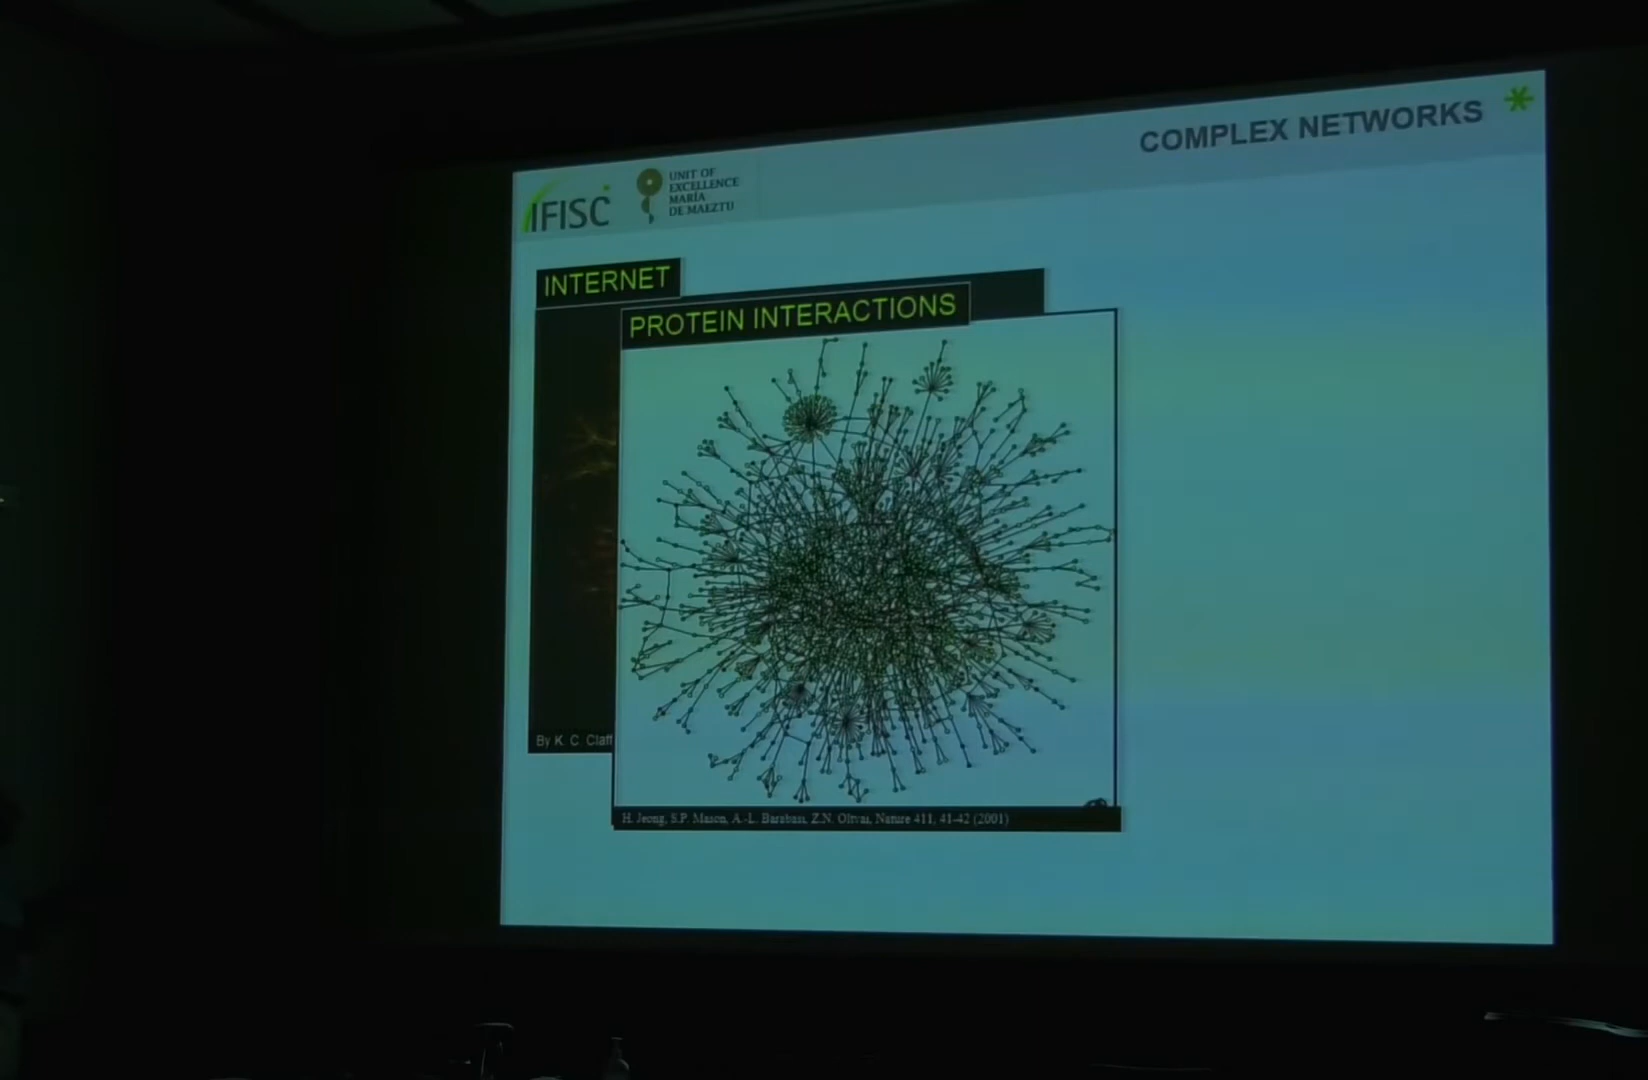 COMPLEX NETWORKS
IFISC
UNIT OF
EXCELLENCE
MARÍA
DE MAEZTU
INTERNET
PROTEIN INTERACTIONS
By K. C. Claff
H. Jeong, S.P. Mason, A.-L. Barabasi, Z.N. Oltvai, Nature 411, 41-42 (2001)